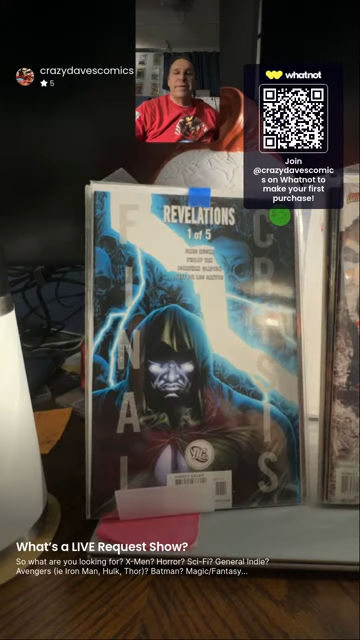 crazydavescomics
★ 5
whatnot
Join
@crazydavescomic
s on Whatnot to
make your first
purchase!
REVELATIONS
1 of 5
FINAL
CRISIS
DC
What's a LIVE Request Show?
So what are you looking for? X-Men? Horror? Sci-Fi? General Indie?
Avengers (ie Iron Man, Hulk, Thor)? Batman? Magic/Fantasy...